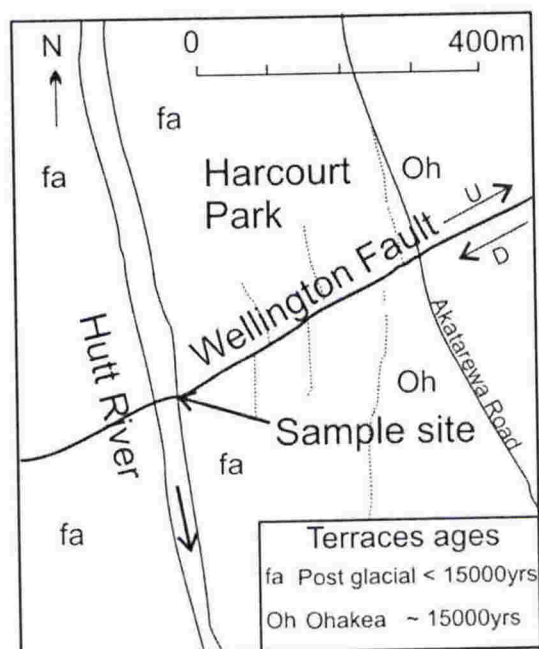 N
0 400m
fa
fa
Harcourt
Park
Oh
U
D
Wellington Fault
Akatarewa Road
Hutt River
Oh
Sample site
fa
fa
Terraces ages
fa Post glacial < 15000yrs
Oh Ohakea ~ 15000yrs